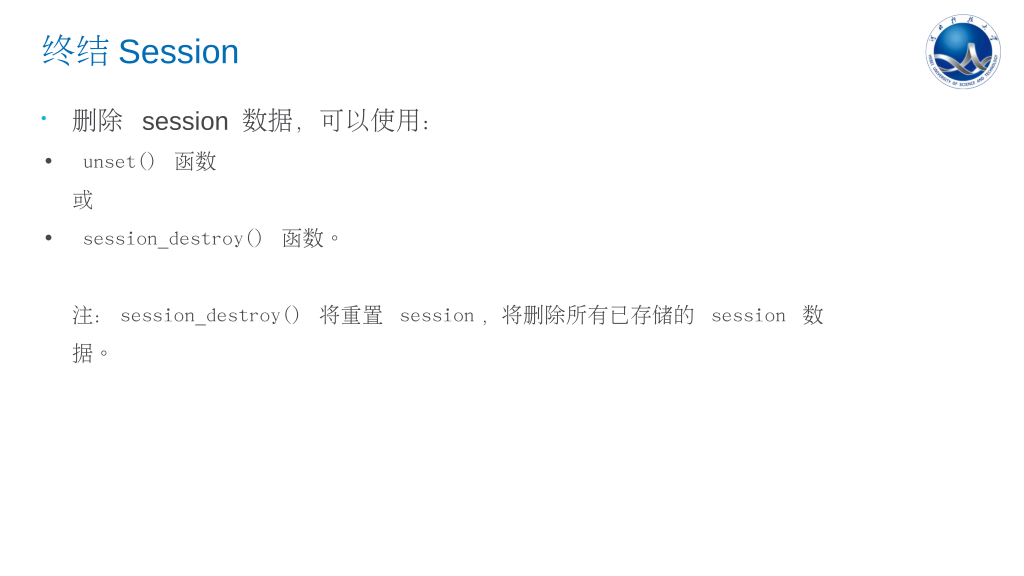 终结 Session
• 删除 session 数据，可以使用：
• unset() 函数
或
• session_destroy() 函数。
注： session_destroy() 将重置 session ，将删除所有已存储的 session 数
据。